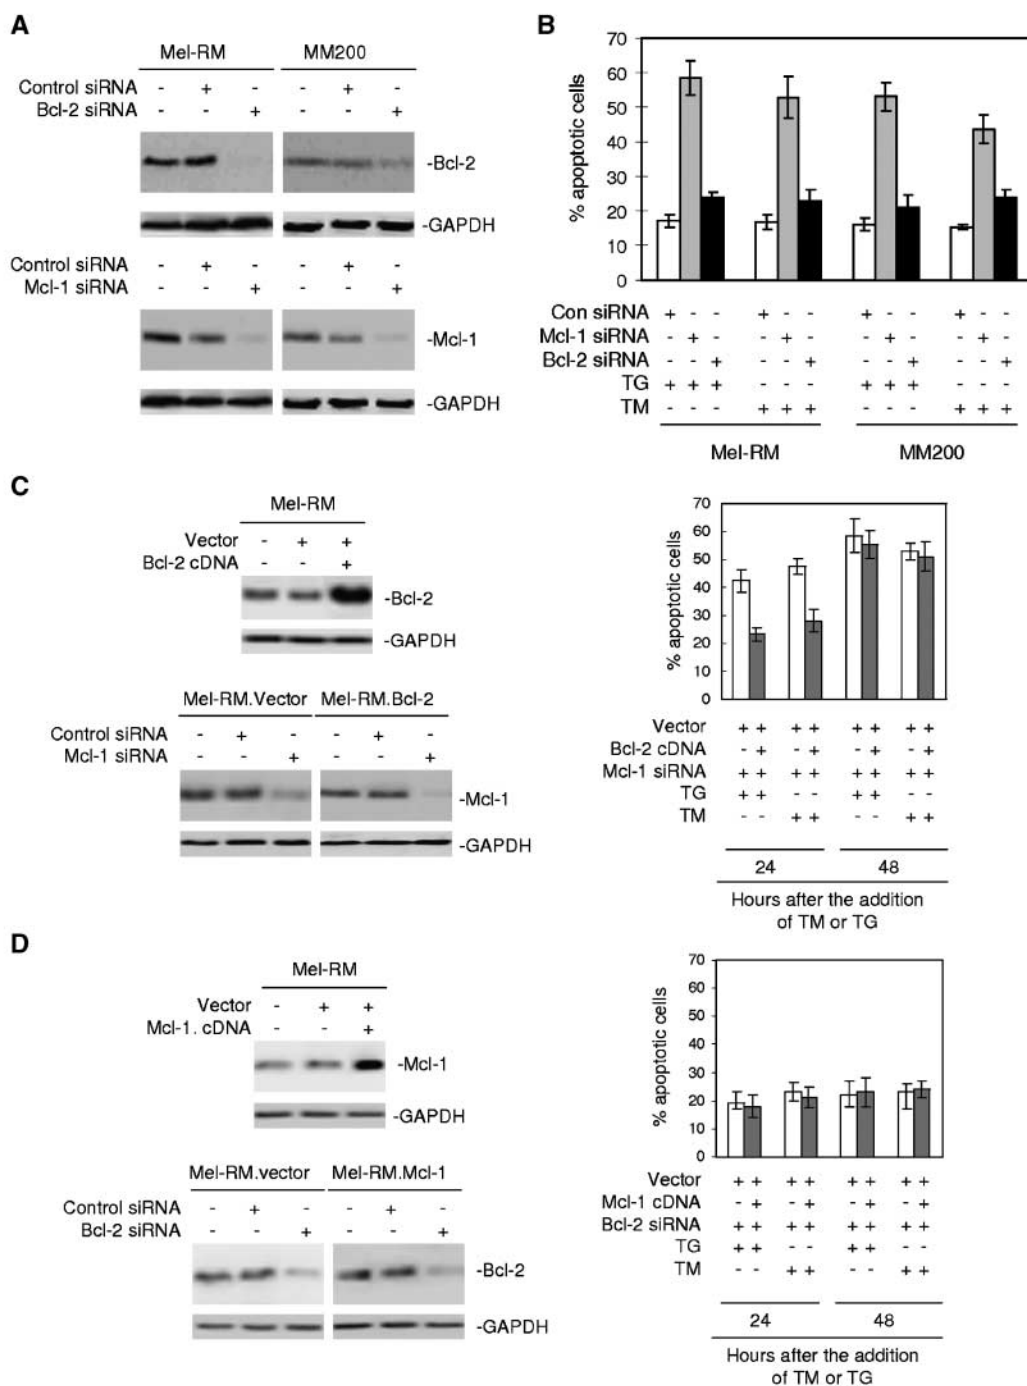 A
Mel-RM MM200
Control siRNA - + - - + -
Bcl-2 siRNA - - + - - +
-Bcl-2
-GAPDH
Control siRNA - + - - + -
Mcl-1 siRNA - - + - - +
-Mcl-1
-GAPDH
B
% apoptotic cells
70
60
50
40
30
20
10
0
Con siRNA + - - + - - + - - + - -
Mcl-1 siRNA - + - - + - - + - - + -
Bcl-2 siRNA - - + - - + - - + - - +
TG + + + - - - + + + - - -
TM - - - + + + - - - + + +
Mel-RM MM200
C
Mel-RM
Vector - + +
Bcl-2 cDNA - - +
-Bcl-2
-GAPDH
Mel-RM.Vector Mel-RM.Bcl-2
Control siRNA - + - - + -
Mcl-1 siRNA - - + - - +
-Mcl-1
-GAPDH
% apoptotic cells
70
60
50
40
30
20
10
0
Vector + + + + + + + +
Bcl-2 cDNA - + - + - + - +
Mcl-1 siRNA + + + + + + + +
TG + + - - + + - -
TM - - + + - - + +
24 48
Hours after the addition
of TM or TG
D
Mel-RM
Vector - + +
Mcl-1. cDNA - - +
-Mcl-1
-GAPDH
Mel-RM.vector Mel-RM.Mcl-1
Control siRNA - + - - + -
Bcl-2 siRNA - - + - - +
-Bcl-2
-GAPDH
% apoptotic cells
70
60
50
40
30
20
10
0
Vector + + + + + + + +
Mcl-1 cDNA - + - + - + - +
Bcl-2 siRNA + + + + + + + +
TG + + - - + + - -
TM - - + + - - + +
24 48
Hours after the addition
of TM or TG